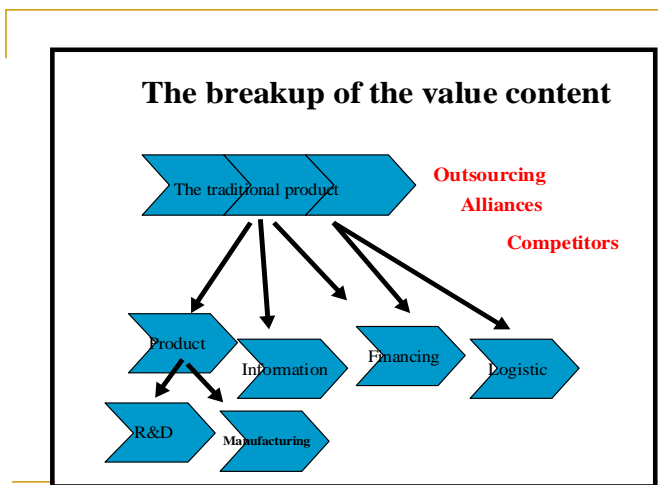 The breakup of the value content
The traditional product
Outsourcing
Alliances
Competitors
Product
Information
Financing
Logistic
R&D
Manufacturing